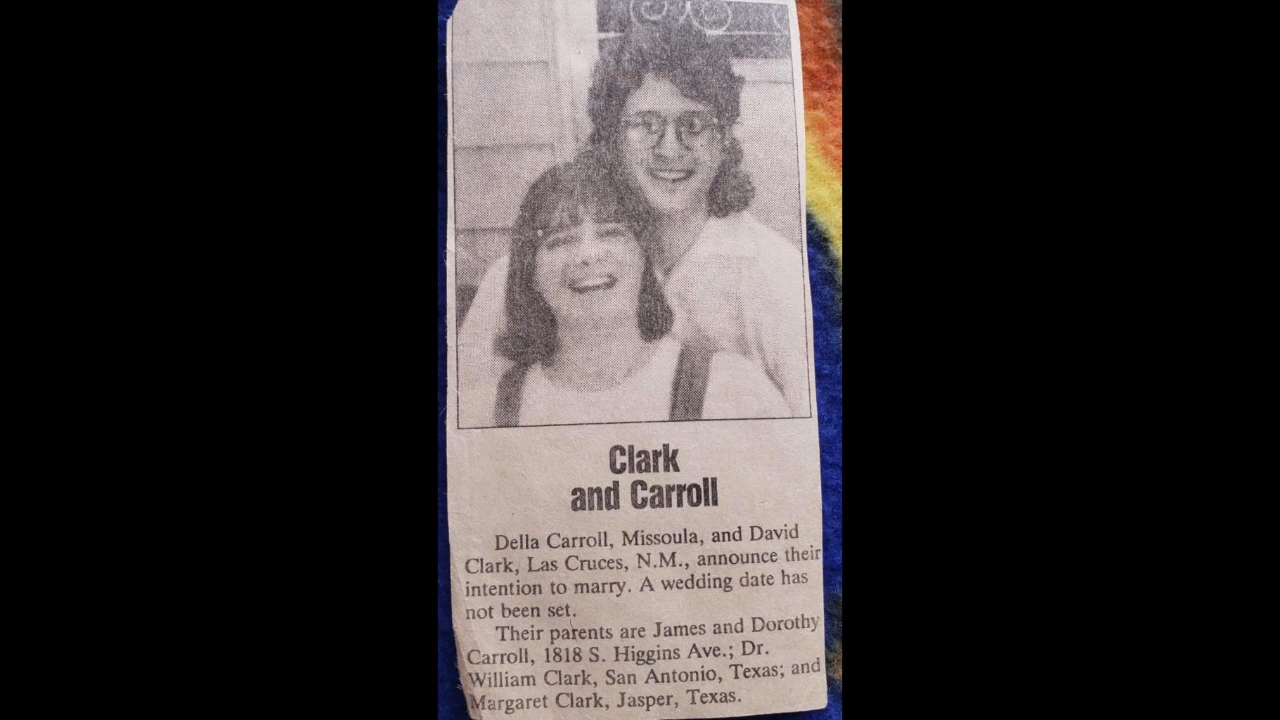 Clark
and Carroll
Della Carroll, Missoula, and David
Clark, Las Cruces, N.M., announce their
intention to marry. A wedding date has
not been set.
Their parents are James and Dorothy
Carroll, 1818 S. Higgins Ave.; Dr.
William Clark, San Antonio, Texas; and
Margaret Clark, Jasper, Texas.